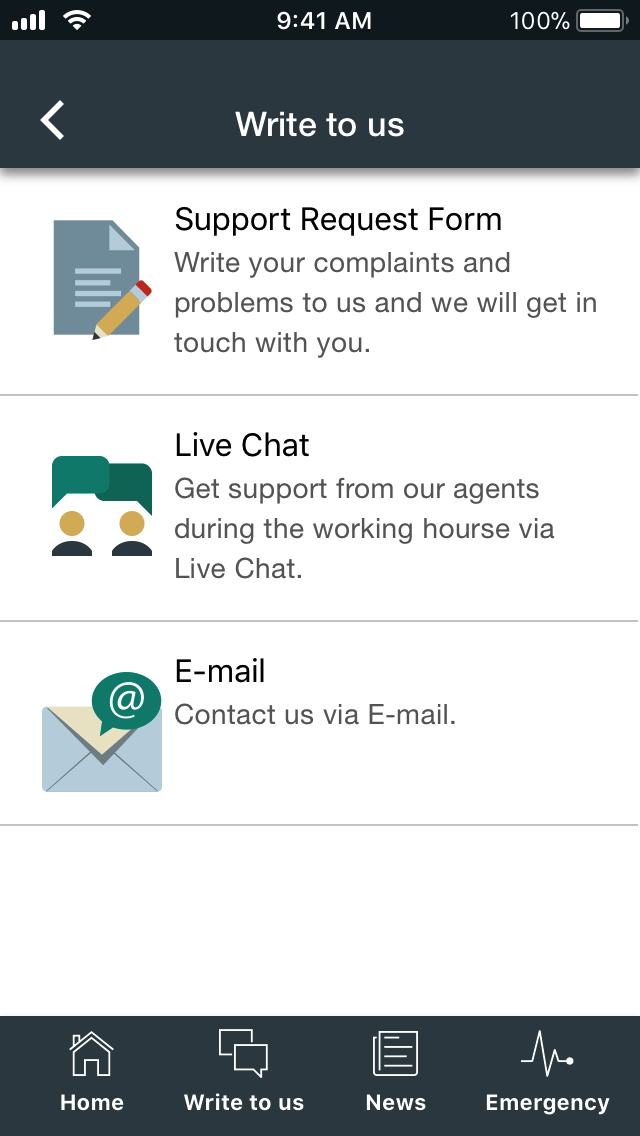 9:41 AM
100%
Write to us
Support Request Form
Write your complaints and
problems to us and we will get in
touch with you.
Live Chat
Get support from our agents
during the working hourse via
Live Chat.
@
E-mail
Contact us via E-mail.
Home
Write to us
News
Emergency